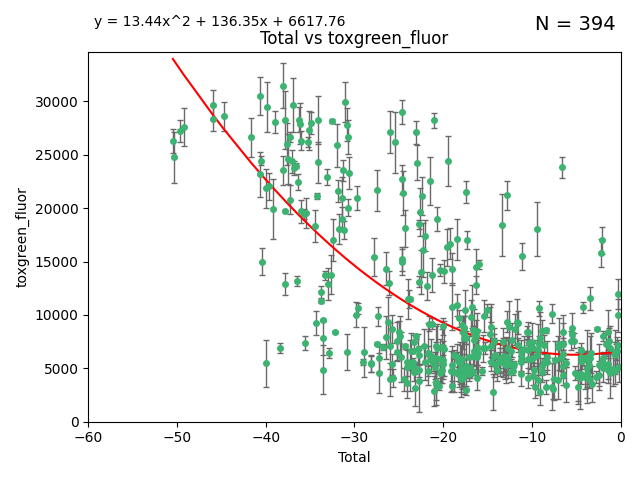 y = 13.44x^2 + 136.35x + 6617.76
N = 394
Total vs toxgreen_fluor
toxgreen_fluor
30000
25000
20000
15000
10000
5000
0
−60
−50
−40
−30
−20
−10
0
Total